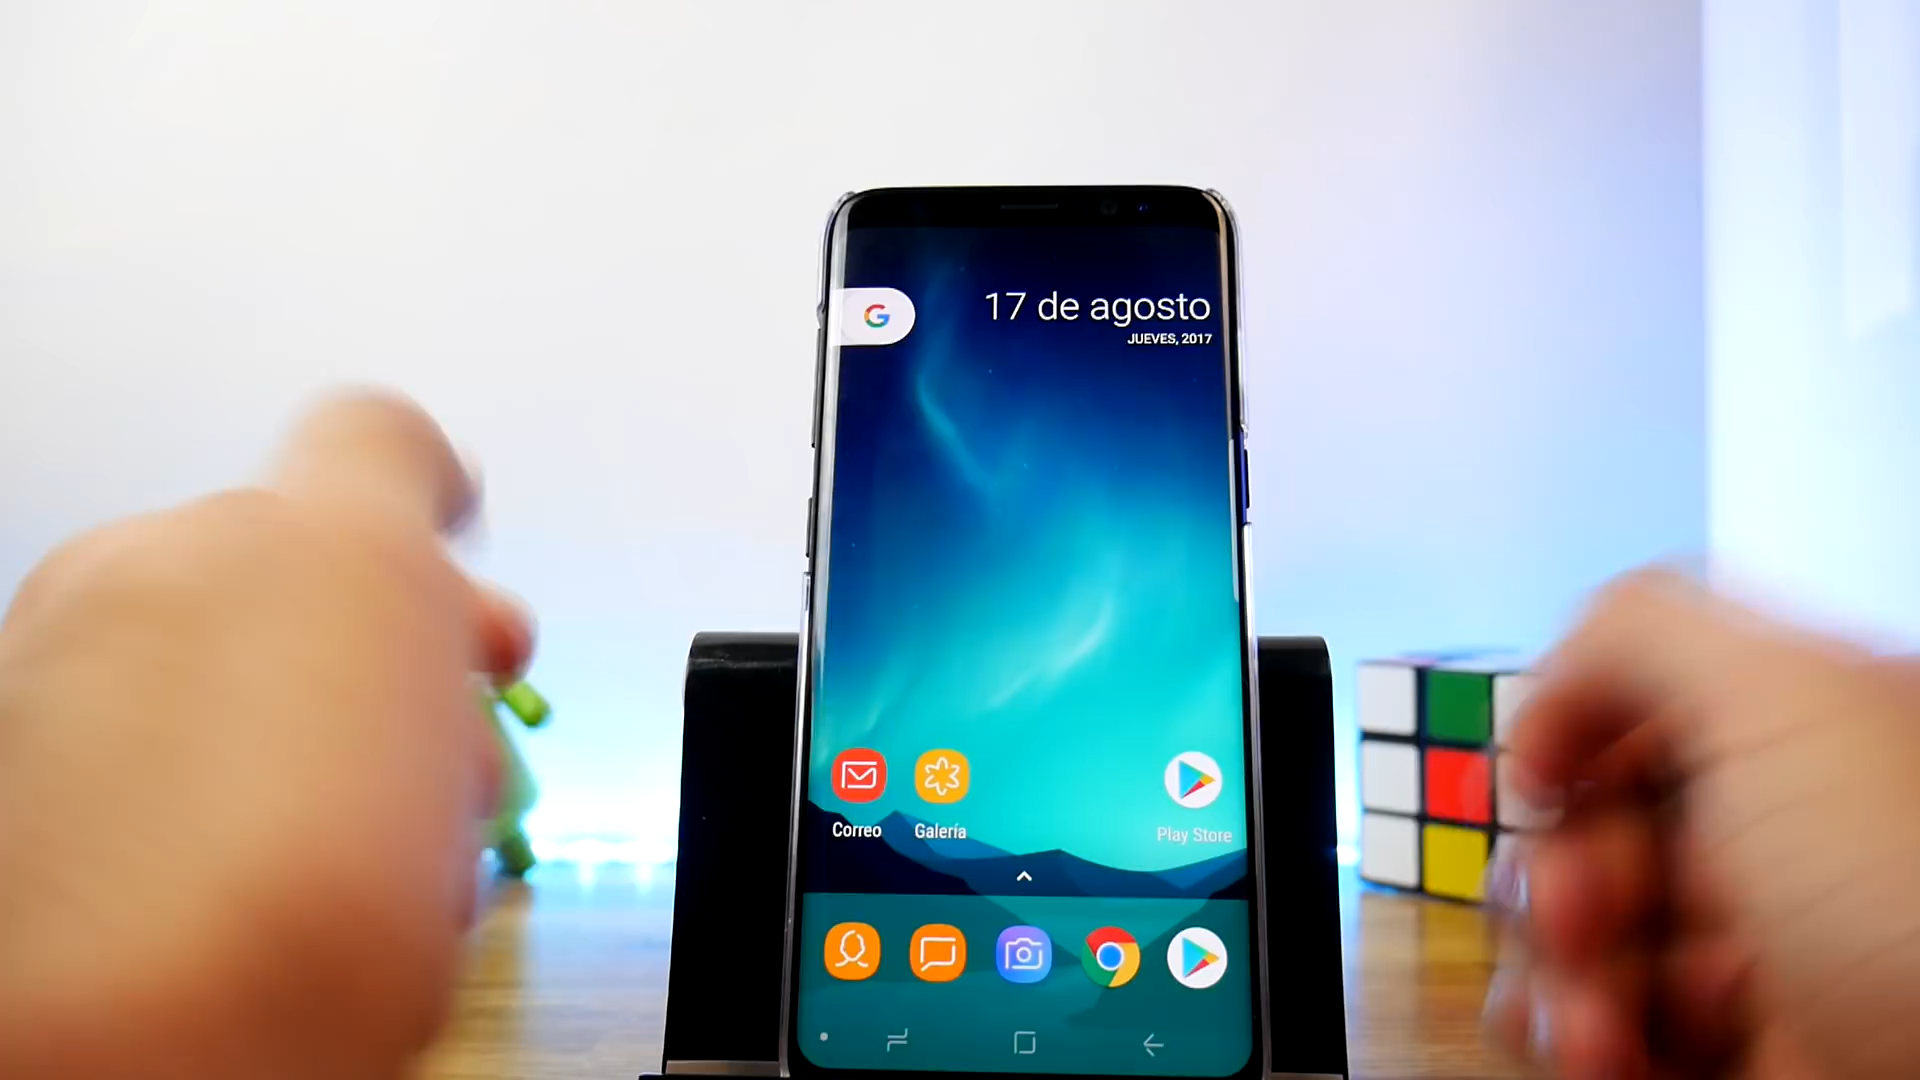 G
17 de agosto
JUEVES, 2017
Correo
Galería
Play Store